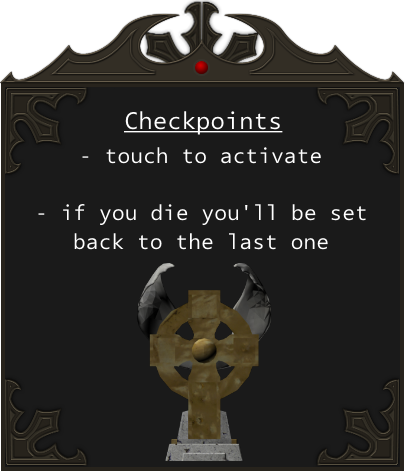 Checkpoints
- touch to activate
- if you die you'll be set
back to the last one